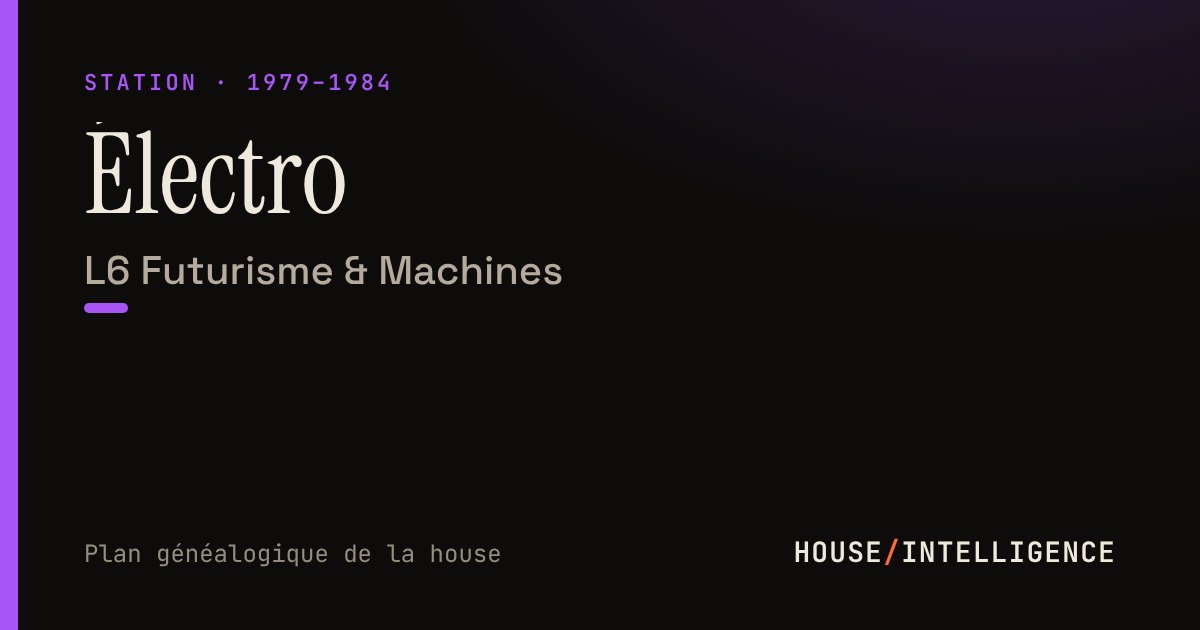 STATION · 1979–1984
Électro
L6 Futurisme & Machines
Plan généalogique de la house
HOUSE/INTELLIGENCE